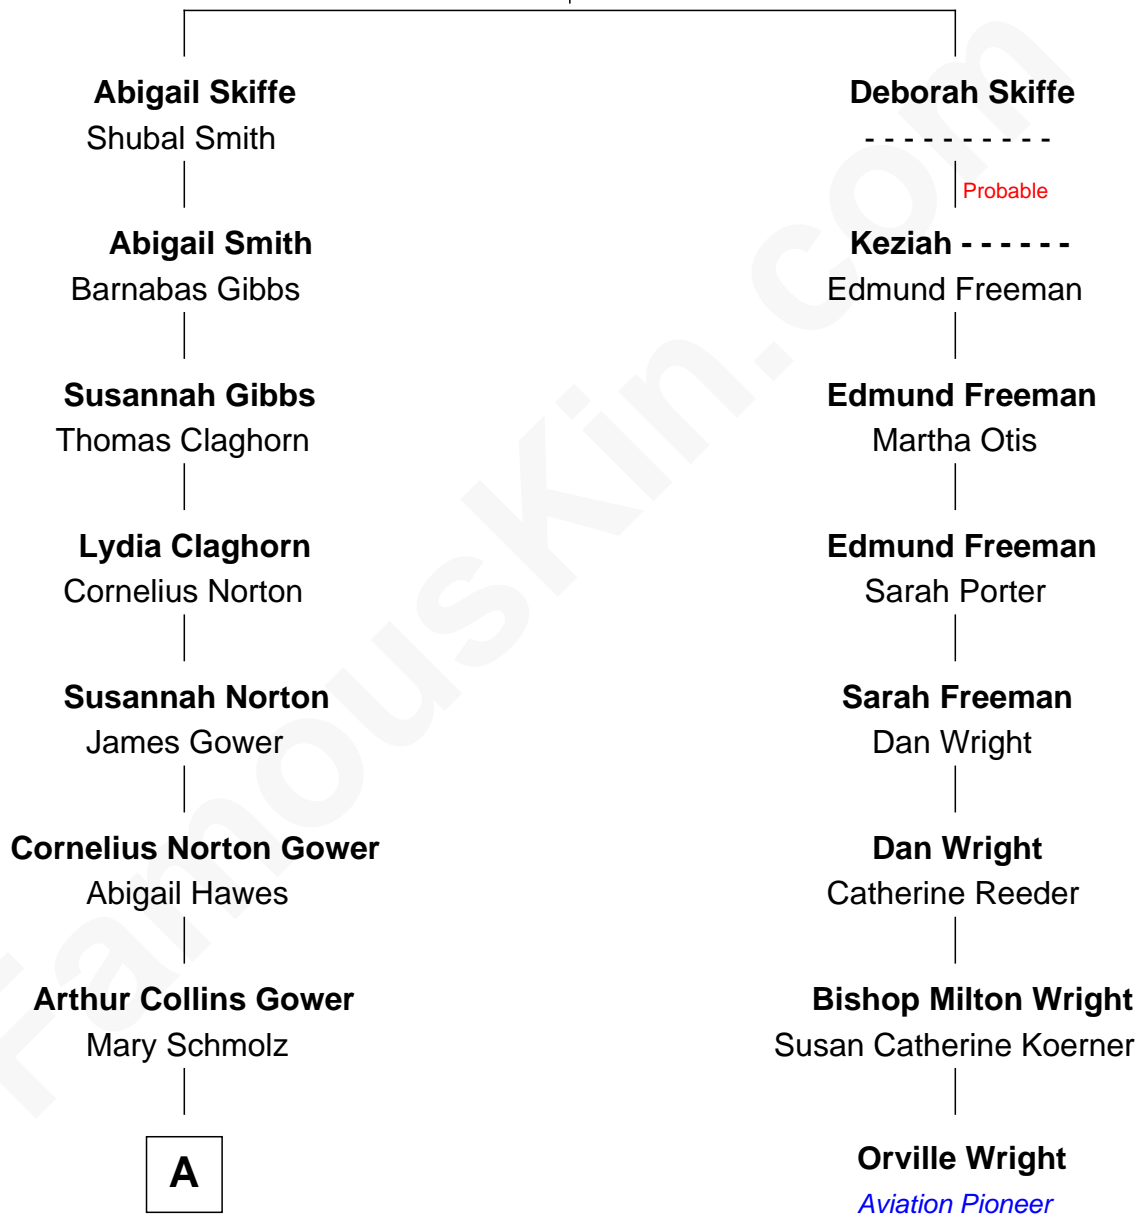 Abigail Skiffe
Shubal Smith
Abigail Smith
Barnabas Gibbs
Susannah Gibbs
Thomas Claghorn
Lydia Claghorn
Cornelius Norton
Susannah Norton
James Gower
Cornelius Norton Gower
Abigail Hawes
Arthur Collins Gower
Mary Schmolz
A
Deborah Skiffe
- - - - - - - - - -
Probable
Keziah - - - - - -
Edmund Freeman
Edmund Freeman
Martha Otis
Edmund Freeman
Sarah Porter
Sarah Freeman
Dan Wright
Dan Wright
Catherine Reeder
Bishop Milton Wright
Susan Catherine Koerner
Orville Wright
Aviation Pioneer
FamousKin.com